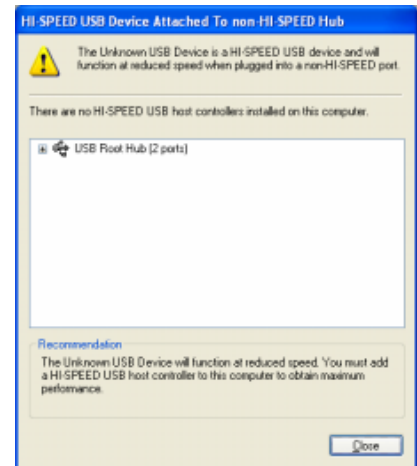 HI-SPEED USB Device Attached To non-HI-SPEED Hub
The Unknown USB Device is a HI-SPEED USB device and will
function at reduced speed when plugged into a non-HI-SPEED port.
There are no HI-SPEED USB host controllers installed on this computer.
USB Root Hub (2 ports)
Recommendation
The Unknown USB Device will function at reduced speed. You must add
a HI-SPEED USB host controller to this computer to obtain maximum
performance.
Close